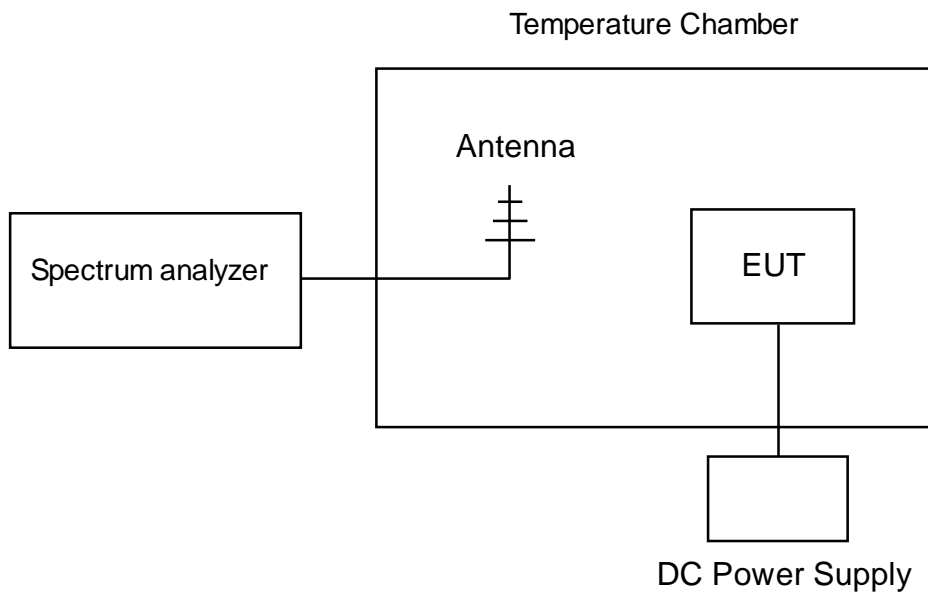 Temperature Chamber
Antenna
Spectrum analyzer
EUT
DC Power Supply